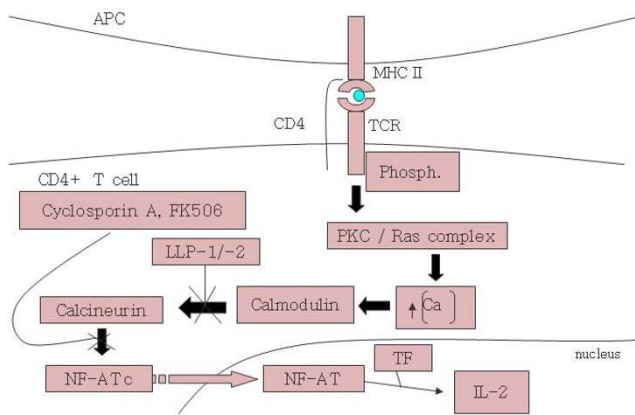 APC
MHC II
CD4
TCR
Phosph.
CD4+ T cell
Cyclosporin A, FK506
PKC / Ras complex
LLP-1/-2
Calcineurin
Calmodulin
Ca
nucleus
TF
NF-ATc
NF-AT
IL-2